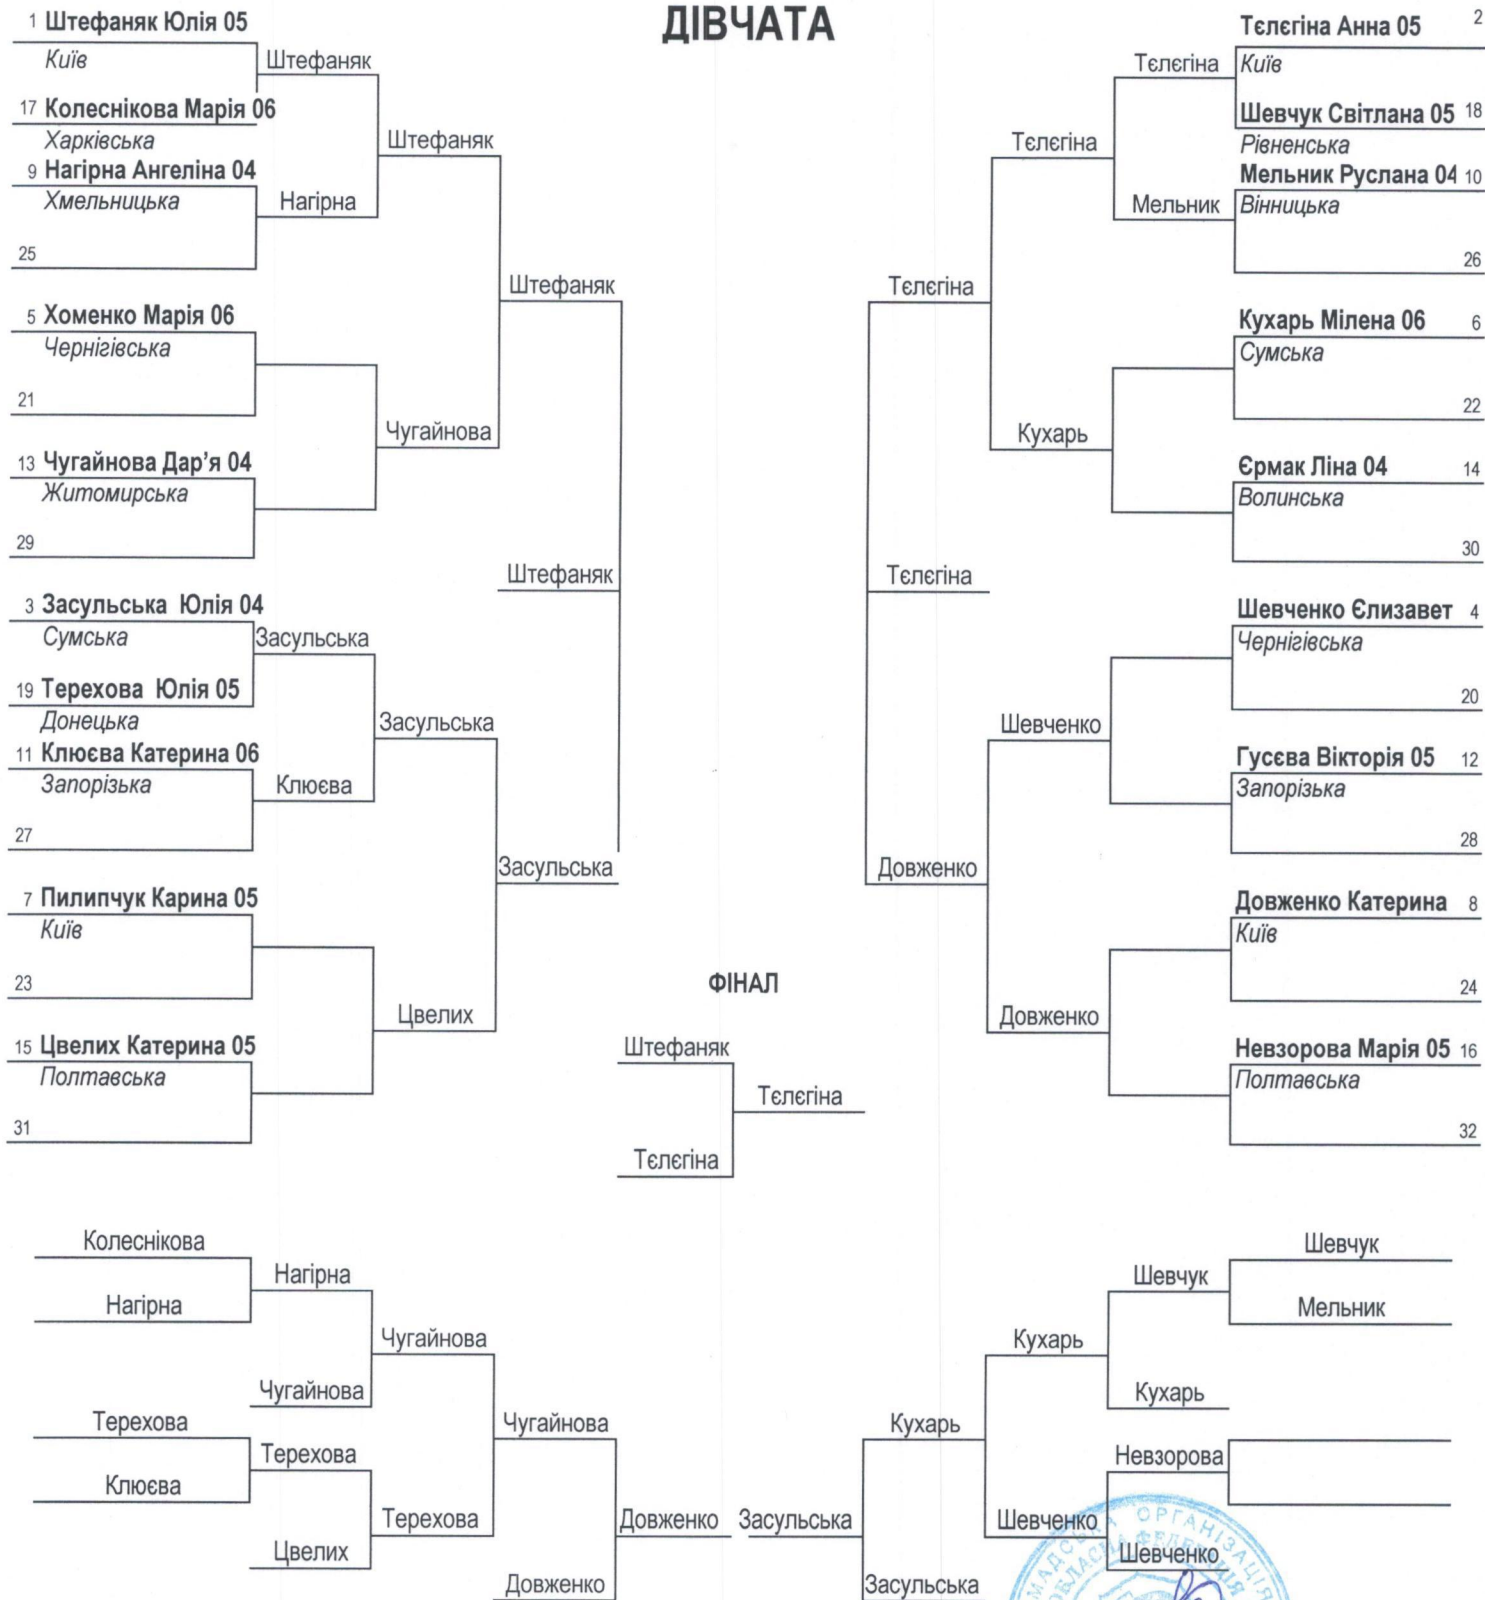 ДІВЧАТА
1 Штефаняк Юлія 05
Київ
Штефаняк
17 Колеснікова Марія 06
Харківська
Штефаняк
9 Нагірна Ангеліна 04
Хмельницька
Нагірна
25
Штефаняк
5 Хоменко Марія 06
Чернігівська
21
Чугайнова
13 Чугайнова Дар’я 04
Житомирська
29
Штефаняк
3 Засульська Юлія 04
Сумська
Засульська
19 Терехова Юлія 05
Донецька
Засульська
11 Клюєва Катерина 06
Запорізька
Клюєва
27
Засульська
7 Пилипчук Карина 05
Київ
23
Цвелих
15 Цвелих Катерина 05
Полтавська
31
Тєлєгіна Анна 05 2
Тєлєгіна
Київ
Шевчук Світлана 05 18
Тєлєгіна
Рівненська
Мельник Руслана 04 10
Мельник
Вінницька
26
Тєлєгіна
Кухарь Мілена 06 6
Сумська
22
Кухарь
Єрмак Ліна 04 14
Волинська
30
Тєлєгіна
Шевченко Єлизавет 4
Чернігівська
20
Шевченко
Гусєва Вікторія 05 12
Запорізька
28
Довженко
Довженко Катерина 8
Київ
24
Довженко
Невзорова Марія 05 16
Полтавська
32
ФІНАЛ
Штефаняк
Тєлєгіна
Тєлєгіна
Колеснікова
Нагірна
Нагірна
Чугайнова
Чугайнова
Терехова
Чугайнова
Терехова
Клюєва
Терехова
Цвелих
Довженко
Довженко
Шевчук
Шевчук
Мельник
Кухарь
Кухарь
Кухарь
Невзорова
Засульська
Шевченко
Шевченко
Засульська
ОРГАНІЗАЦІЯ
ФЕДЕРАЦІЯ